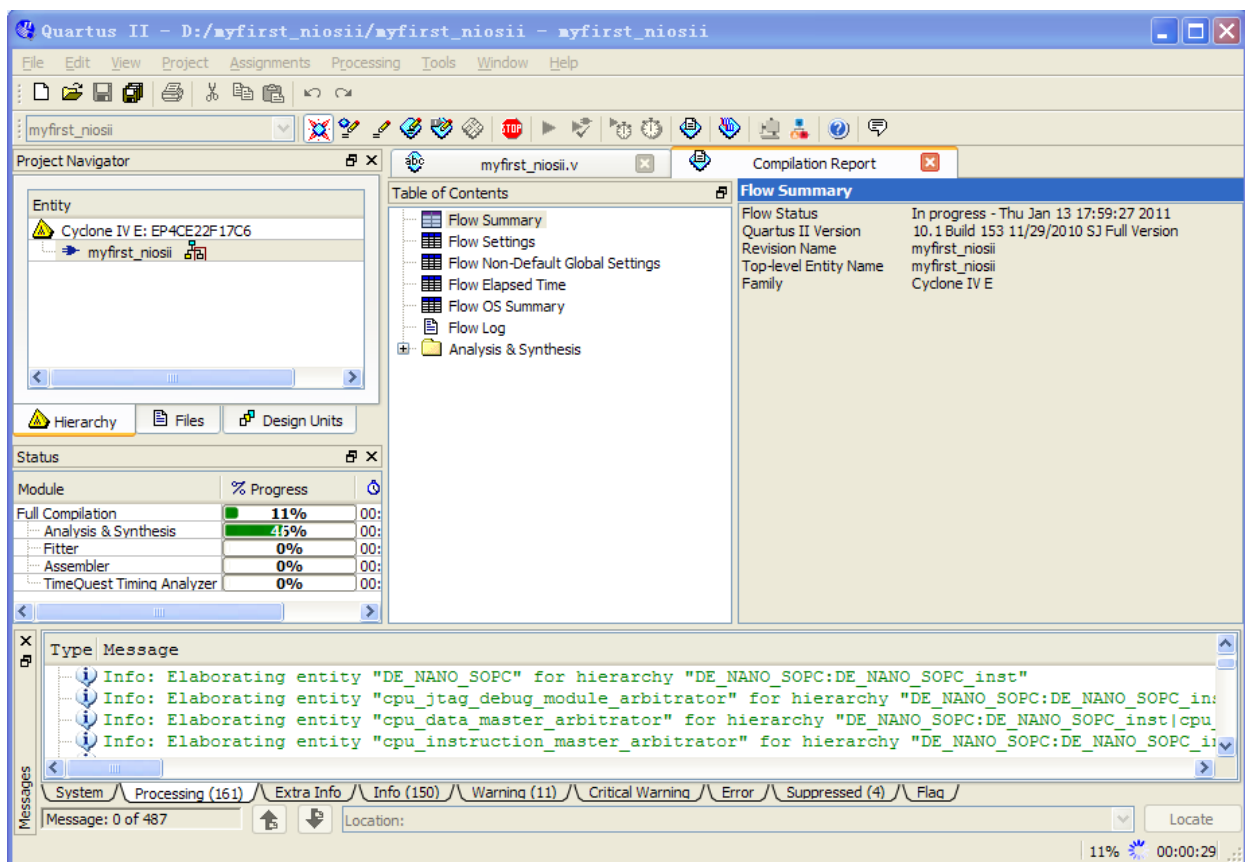 Quartus II - D:/myfirst_niosii/myfirst_niosii - myfirst_niosii
File Edit View Project Assignments Processing Tools Window Help
myfirst_niosii
STOP
Project Navigator
Entity
Cyclone IV E: EP4CE22F17C6
myfirst_niosii
Hierarchy Files Design Units
Status
Module % Progress
Full Compilation 11% 00:
Analysis & Synthesis 45% 00:
Fitter 0% 00:
Assembler 0% 00:
TimeQuest Timing Analyzer 0% 00:
abc myfirst_niosii.v Compilation Report
Table of Contents
Flow Summary
Flow Settings
Flow Non-Default Global Settings
Flow Elapsed Time
Flow OS Summary
Flow Log
Analysis & Synthesis
Flow Summary
Flow Status In progress - Thu Jan 13 17:59:27 2011
Quartus II Version 10.1 Build 153 11/29/2010 SJ Full Version
Revision Name myfirst_niosii
Top-level Entity Name myfirst_niosii
Family Cyclone IV E
Type Message
Info: Elaborating entity "DE_NANO_SOPC" for hierarchy "DE_NANO_SOPC:DE_NANO_SOPC_inst"
Info: Elaborating entity "cpu_jtag_debug_module_arbitrator" for hierarchy "DE_NANO_SOPC:DE_NANO_SOPC_ins
Info: Elaborating entity "cpu_data_master_arbitrator" for hierarchy "DE_NANO_SOPC:DE_NANO_SOPC_inst|cpu_
Info: Elaborating entity "cpu_instruction_master_arbitrator" for hierarchy "DE_NANO_SOPC:DE_NANO_SOPC_i
Messages
System Processing (161) Extra Info Info (150) Warning (11) Critical Warning Error Suppressed (4) Flag
Message: 0 of 487 Location: Locate
11% 00:00:29